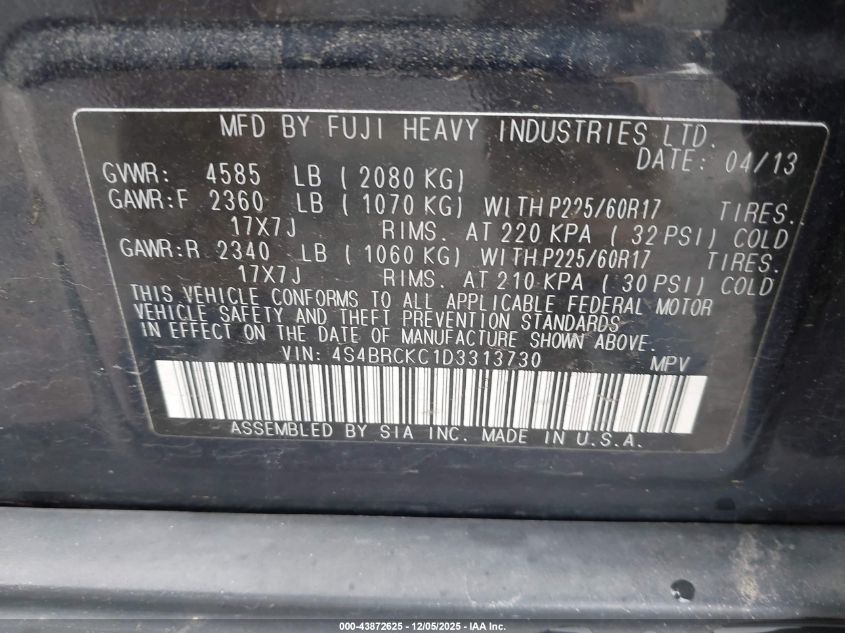 MFD BY FUJI HEAVY INDUSTRIES LTD.
DATE: 04/13
GVWR: 4585 LB ( 2080 KG)
GAWR:F 2360 LB ( 1070 KG) WITH P225/60R17 TIRES.
17X7J RIMS. AT 220 KPA ( 32 PSI) COLD
GAWR:R 2340 LB ( 1060 KG) WITH P225/60R17 TIRES.
17X7J RIMS. AT 210 KPA ( 30 PSI) COLD
THIS VEHICLE CONFORMS TO ALL APPLICABLE FEDERAL MOTOR
VEHICLE SAFETY AND THEFT PREVENTION STANDARDS
IN EFFECT ON THE DATE OF MANUFACTURE SHOWN ABOVE.
VIN: 4S4BRCKC1D3313730 MPV
ASSEMBLED BY SIA INC. MADE IN U.S.A.
000-43872625 - 12/05/2025 - IAA Inc.